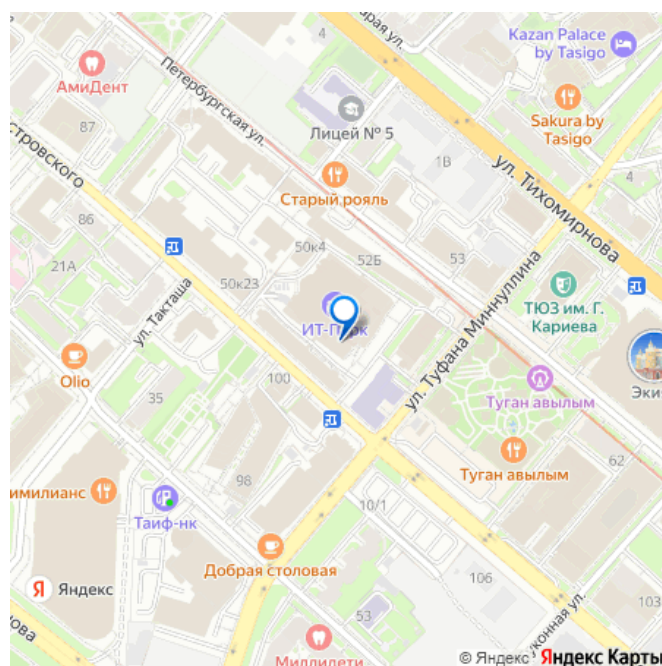 Kazan Palace
by Tasigo
АмиДент
4
Петербургская ул.
Лицей № 5
Sakura by
Tasigo
87
1В
4
Старый рояль
ул. Тихомирнова
86
50к4
52Б
53
21А
50к23
ул. Такташа
ИТ-Парк
ТЮЗ им. Г.
Кариева
ул. Туфана Миннуллина
Olio
100
35
Туган авылым
Туган авылым
62
98
Таиф-нк
10/1
Добрая столовая
Яндекс
106
103
53
Миллидети
© Яндекс
Яндекс Карты